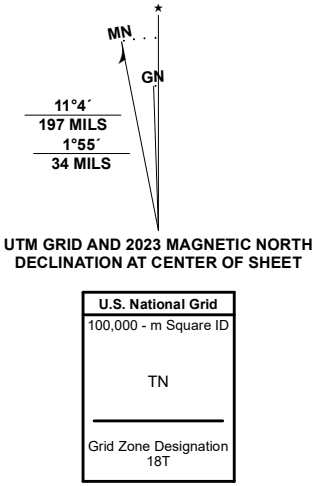 MN
GN
11°4´
197 MILS
1°55´
34 MILS
UTM GRID AND 2023 MAGNETIC NORTH
DECLINATION AT CENTER OF SHEET
U.S. National Grid
100,000 - m Square ID
TN
Grid Zone Designation
18T